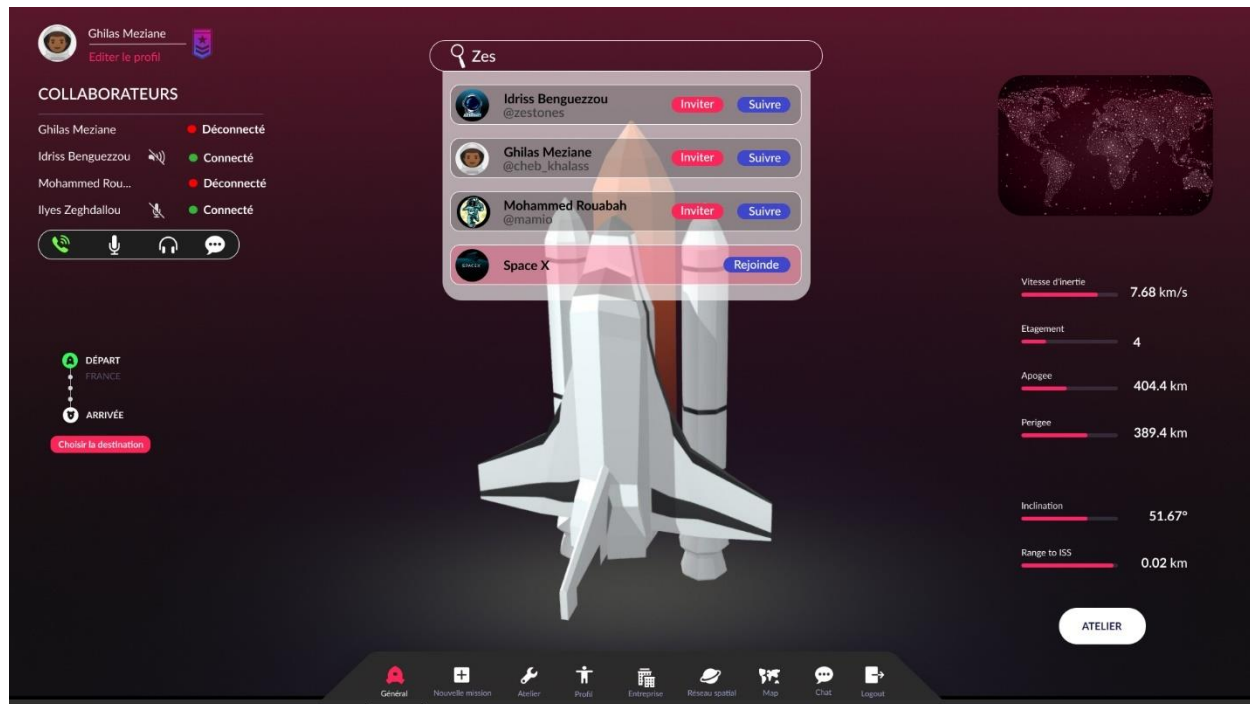 Ghilas Meziane
Editer le profil
COLLABORATEURS
Ghilas Meziane Déconnecté
Idriss Benguezzou Connecté
Mohammed Rou... Déconnecté
Ilyes Zeghdallou Connecté
DÉPART
FRANCE
ARRIVÉE
Choisir la destination
Zes
Idriss Benguezzou
@zestones
Inviter Suivre
Ghilas Meziane
@cheb_khalass
Inviter Suivre
Mohammed Rouabah
@mamio
Inviter Suivre
SPACEX
Space X
Rejoinde
Vitesse d'inertie
7.68 km/s
Etagement
4
Apogee
404.4 km
Perigee
389.4 km
Inclination
51.67°
Range to ISS
0.02 km
ATELIER
Général Nouvelle mission Atelier Profil Entreprise Réseau spatial Map Chat Logout